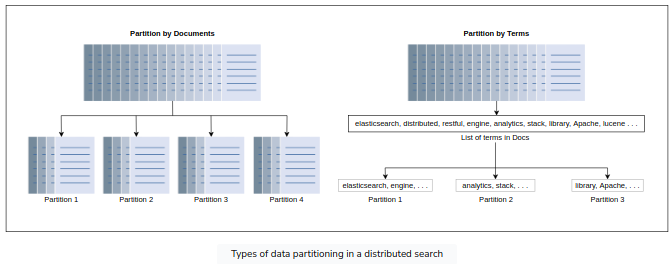 Partition by Documents
Partition 1
Partition 2
Partition 3
Partition 4
Partition by Terms
elasticsearch, distributed, restful, engine, analytics, stack, library, Apache, lucene . . .
List of terms in Docs
elasticsearch, engine, . . .
analytics, stack, . . .
library, Apache, . . .
Partition 1
Partition 2
Partition 3
Types of data partitioning in a distributed search